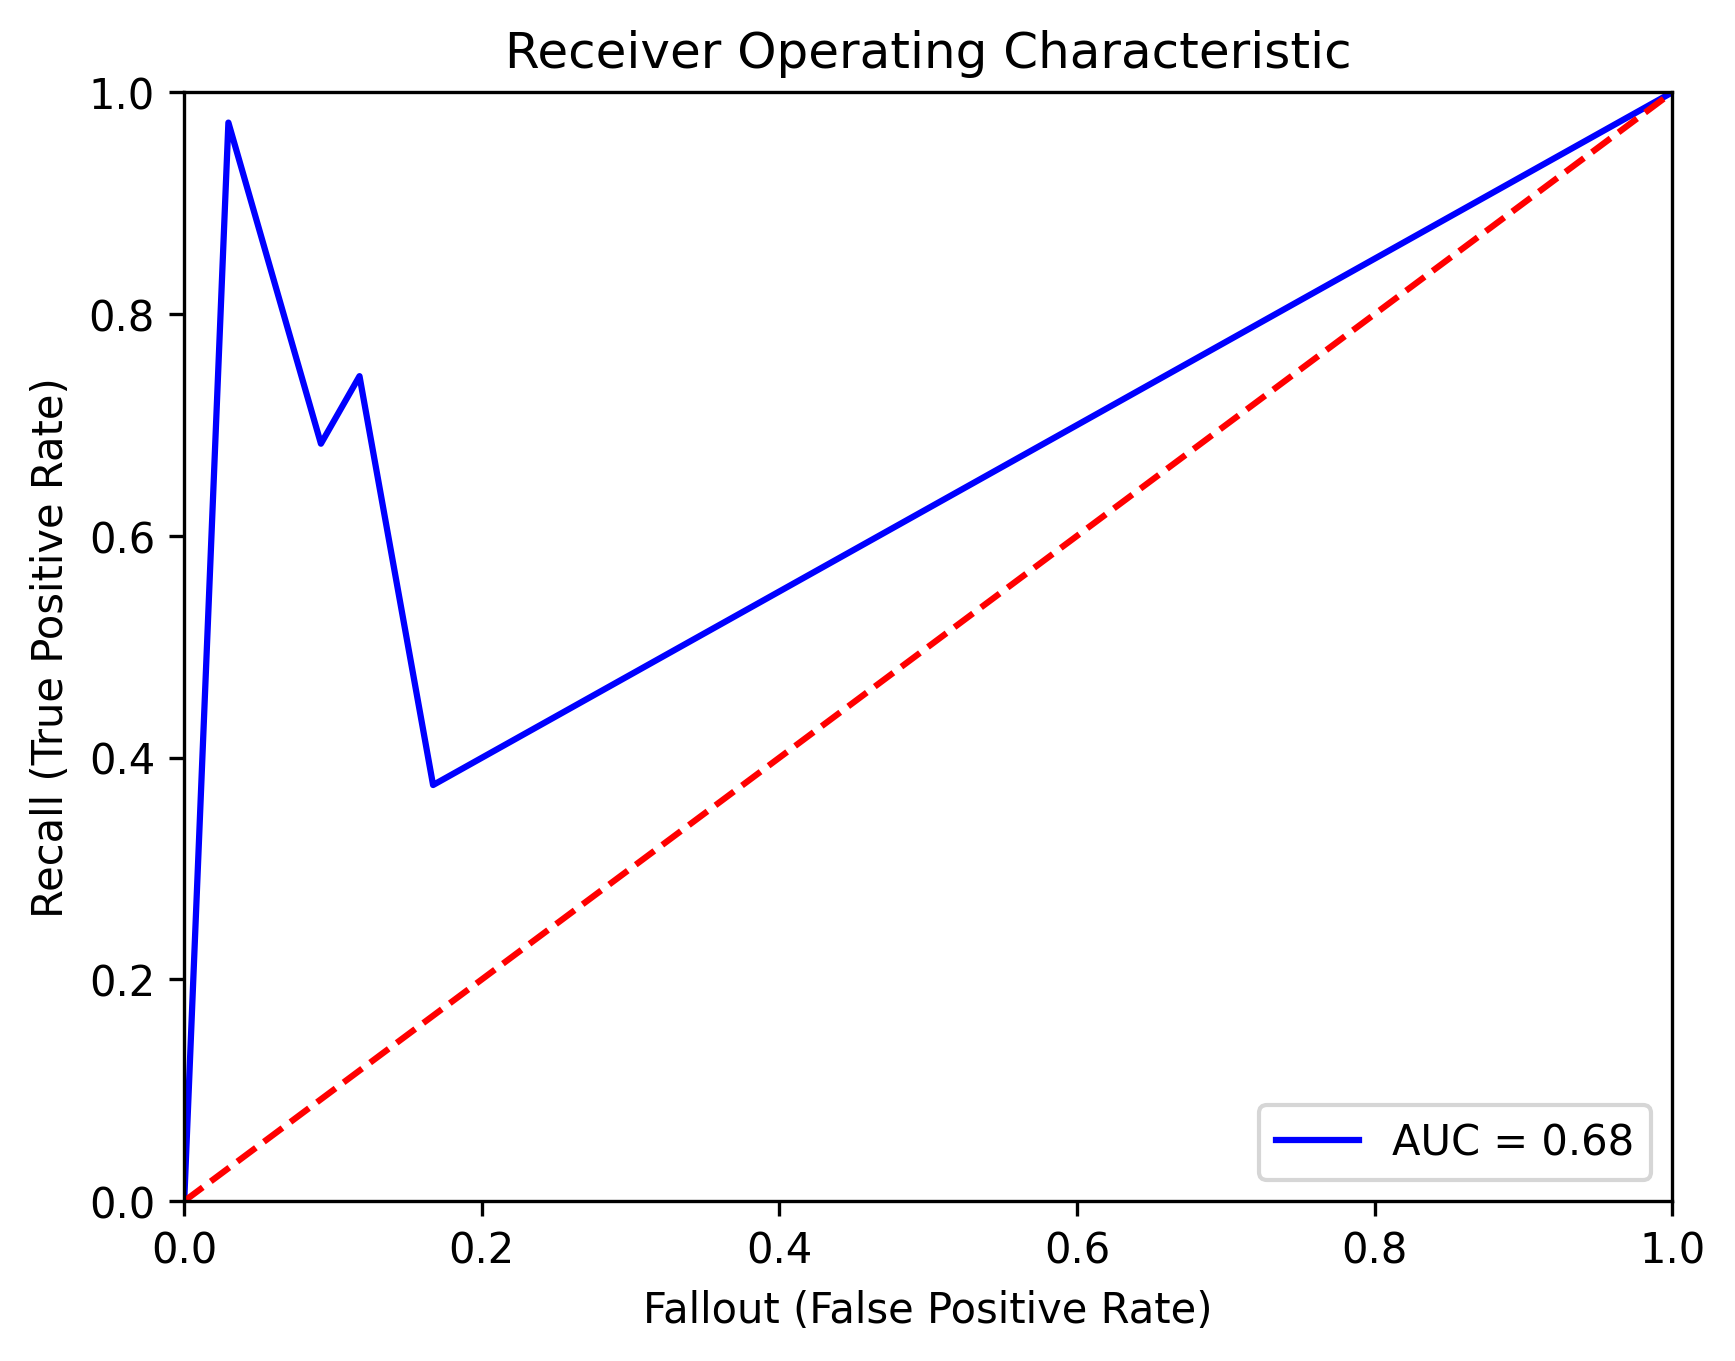 Receiver Operating Characteristic
1.0
0.8
0.6
0.4
0.2
0.0
Recall (True Positive Rate)
AUC = 0.68
0.0 0.2 0.4 0.6 0.8 1.0
Fallout (False Positive Rate)